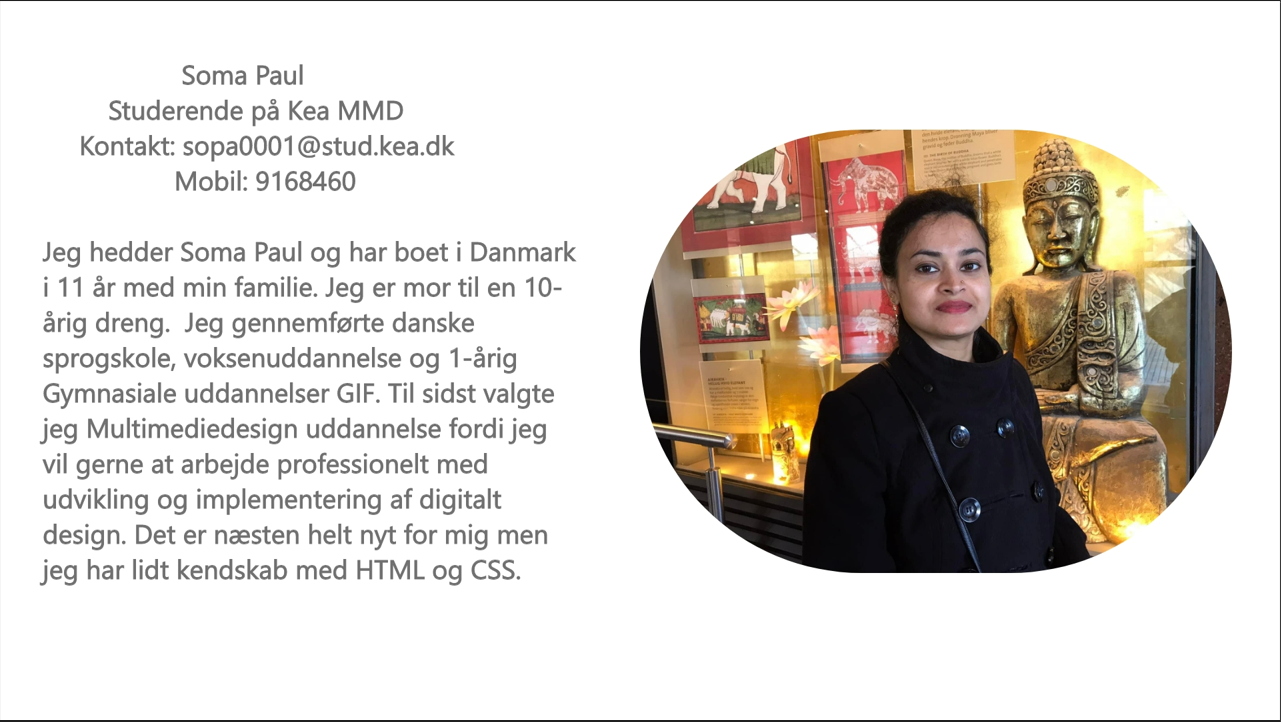 Soma Paul
Studerende på Kea MMD
Kontakt: sopa0001@stud.kea.dk
Mobil: 9168460
Jeg hedder Soma Paul og har boet i Danmark
i 11 år med min familie. Jeg er mor til en 10-
årig dreng.  Jeg gennemførte danske
sprogskole, voksenuddannelse og 1-årig
Gymnasiale uddannelser GIF. Til sidst valgte
jeg Multimediedesign uddannelse fordi jeg
vil gerne at arbejde professionelt med
udvikling og implementering af digitalt
design. Det er næsten helt nyt for mig men
jeg har lidt kendskab med HTML og CSS.